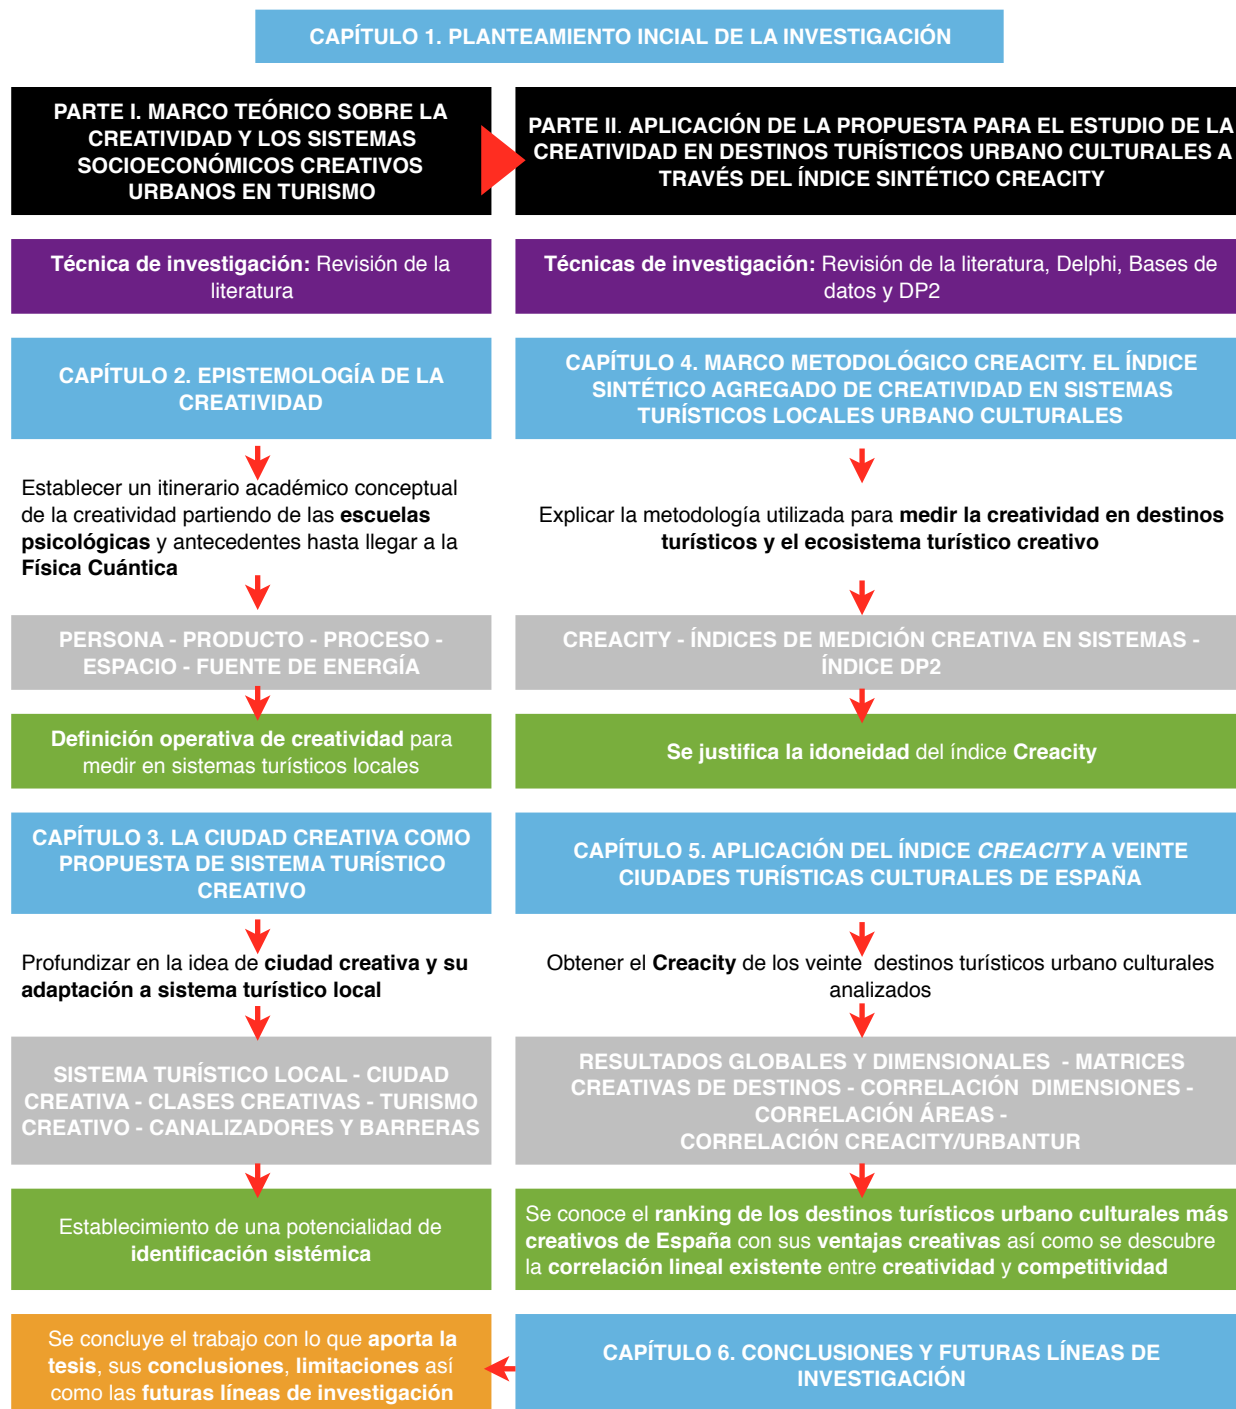 CAPÍTULO 1. PLANTEAMIENTO INCIAL DE LA INVESTIGACIÓN
PARTE I. MARCO TEÓRICO SOBRE LA
CREATIVIDAD Y LOS SISTEMAS
SOCIOECONÓMICOS CREATIVOS
URBANOS EN TURISMO
PARTE II. APLICACIÓN DE LA PROPUESTA PARA EL ESTUDIO DE LA
CREATIVIDAD EN DESTINOS TURÍSTICOS URBANO CULTURALES A
TRAVÉS DEL ÍNDICE SINTÉTICO CREACITY
Técnica de investigación: Revisión de la
literatura
Técnicas de investigación: Revisión de la literatura, Delphi, Bases de
datos y DP2
CAPÍTULO 2. EPISTEMOLOGÍA DE LA
CREATIVIDAD
CAPÍTULO 4. MARCO METODOLÓGICO CREACITY. EL ÍNDICE
SINTÉTICO AGREGADO DE CREATIVIDAD EN SISTEMAS
TURÍSTICOS LOCALES URBANO CULTURALES
Establecer un itinerario académico conceptual
de la creatividad partiendo de las escuelas
psicológicas y antecedentes hasta llegar a la
Física Cuántica
Explicar la metodología utilizada para medir la creatividad en destinos
turísticos y el ecosistema turístico creativo
PERSONA - PRODUCTO - PROCESO -
ESPACIO - FUENTE DE ENERGÍA
CREACITY - ÍNDICES DE MEDICIÓN CREATIVA EN SISTEMAS -
ÍNDICE DP2
Definición operativa de creatividad para
medir en sistemas turísticos locales
Se justifica la idoneidad del índice Creacity
CAPÍTULO 3. LA CIUDAD CREATIVA COMO
PROPUESTA DE SISTEMA TURÍSTICO
CREATIVO
CAPÍTULO 5. APLICACIÓN DEL ÍNDICE CREACITY A VEINTE
CIUDADES TURÍSTICAS CULTURALES DE ESPAÑA
Profundizar en la idea de ciudad creativa y su
adaptación a sistema turístico local
Obtener el Creacity de los veinte destinos turísticos urbano culturales
analizados
SISTEMA TURÍSTICO LOCAL - CIUDAD
CREATIVA - CLASES CREATIVAS - TURISMO
CREATIVO - CANALIZADORES Y BARRERAS
RESULTADOS GLOBALES Y DIMENSIONALES - MATRICES
CREATIVAS DE DESTINOS - CORRELACIÓN DIMENSIONES -
CORRELACIÓN ÁREAS -
CORRELACIÓN CREACITY/URBANTUR
Establecimiento de una potencialidad de
identificación sistémica
Se conoce el ranking de los destinos turísticos urbano culturales más
creativos de España con sus ventajas creativas así como se descubre
la correlación lineal existente entre creatividad y competitividad
Se concluye el trabajo con lo que aporta la
tesis, sus conclusiones, limitaciones así
como las futuras líneas de investigación
CAPÍTULO 6. CONCLUSIONES Y FUTURAS LÍNEAS DE
INVESTIGACIÓN